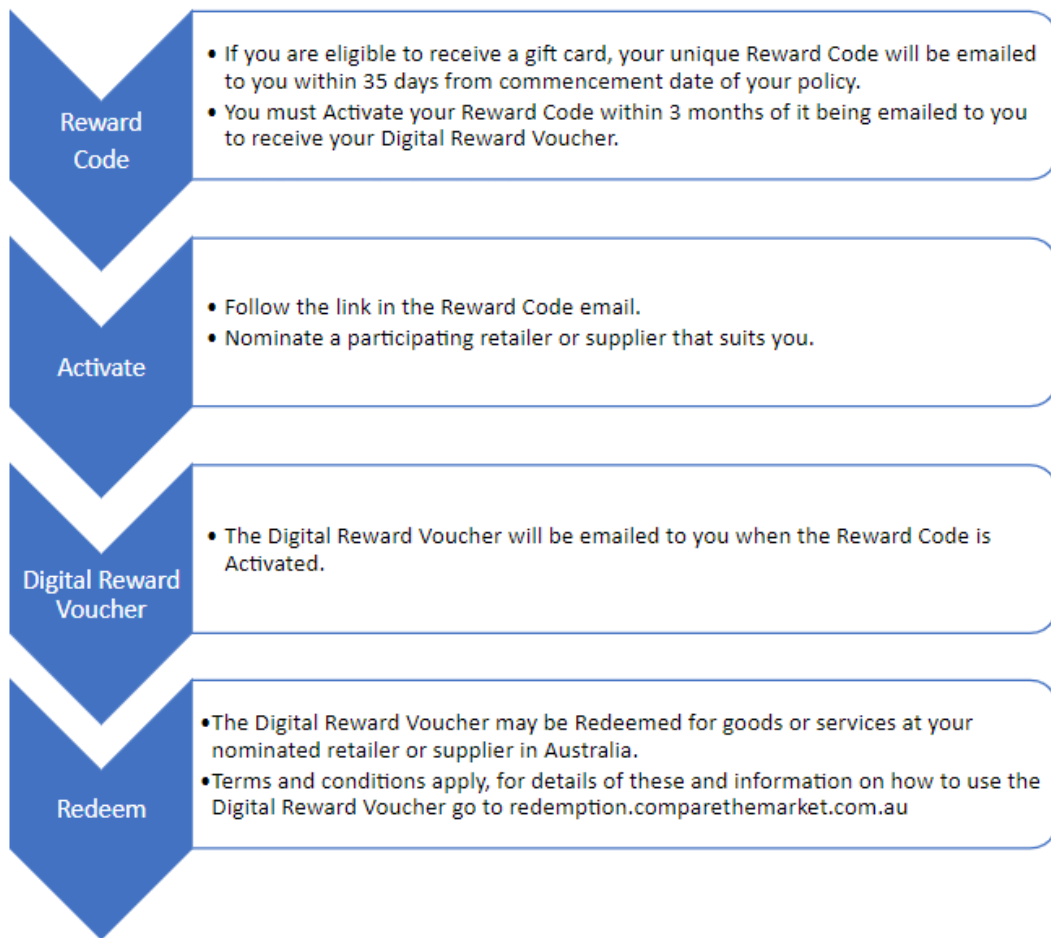 Reward
Code
• If you are eligible to receive a gift card, your unique Reward Code will be emailed
to you within 35 days from commencement date of your policy.
• You must Activate your Reward Code within 3 months of it being emailed to you
to receive your Digital Reward Voucher.
Activate
• Follow the link in the Reward Code email.
• Nominate a participating retailer or supplier that suits you.
Digital Reward
Voucher
• The Digital Reward Voucher will be emailed to you when the Reward Code is
Activated.
Redeem
•The Digital Reward Voucher may be Redeemed for goods or services at your
nominated retailer or supplier in Australia.
•Terms and conditions apply, for details of these and information on how to use the
Digital Reward Voucher go to redemption.comparethemarket.com.au